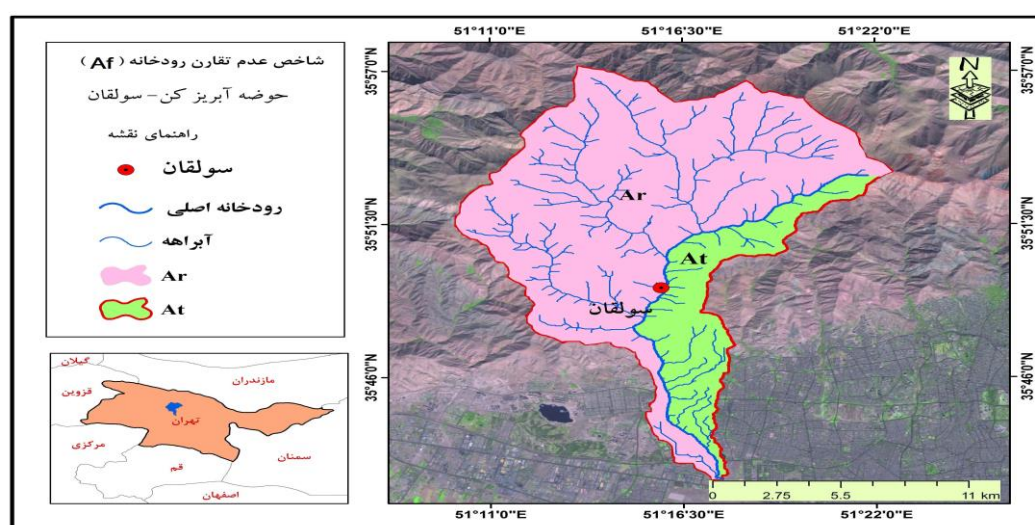 شاخص عدم تقارن رودخانه ( Af )
حوضه آبریز کن – سولقان
راهنمای نقشه
سولقان
رودخانه اصلی
آبراهه
Ar
At
گیلان
مازندران
قزوین
تهران
مرکزی
سمنان
قم
اصفهان
51°11'0"E
51°16'30"E
51°22'0"E
35°57'0"N
35°57'0"N
N
Ar
35°51'30"N
35°51'30"N
At
سولقان
35°46'0"N
35°46'0"N
0 2.75 5.5 11 km
51°11'0"E
51°16'30"E
51°22'0"E